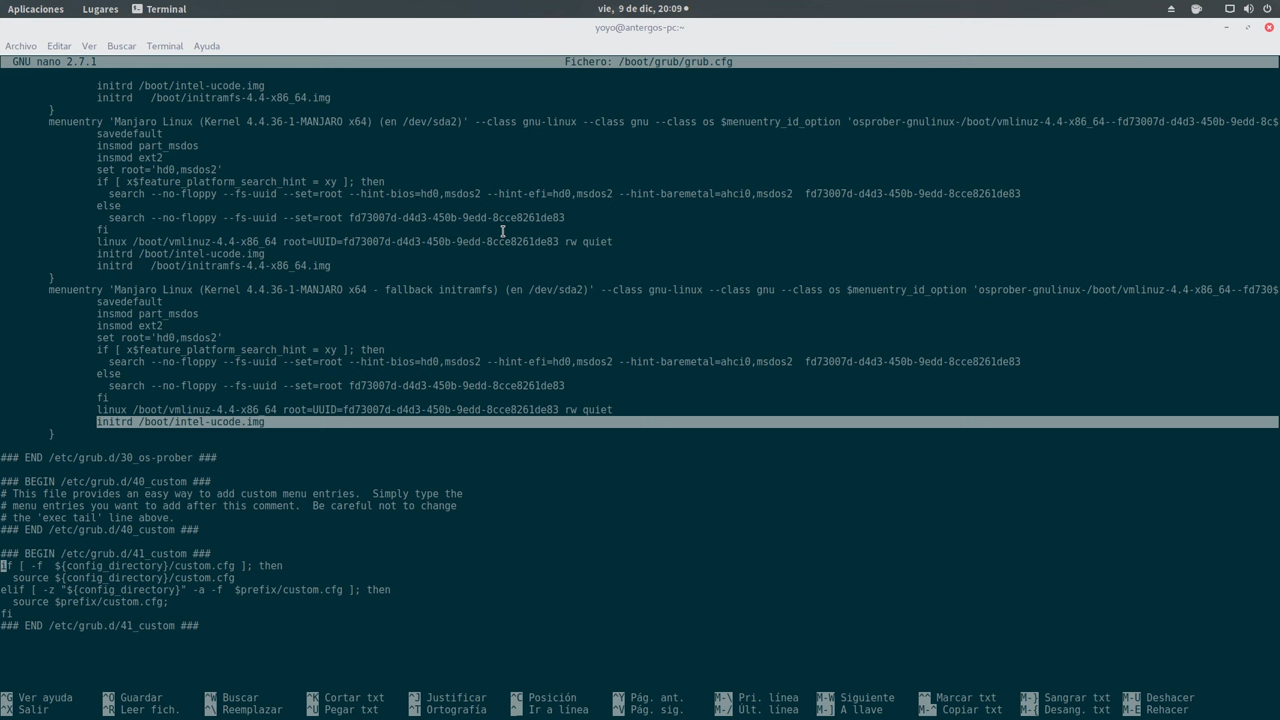 Aplicaciones Lugares Terminal vie, 9 de dic, 20:09
yoyo@antergos-pc:~
Archivo Editar Ver Buscar Terminal Ayuda
GNU nano 2.7.1 Fichero: /boot/grub/grub.cfg
initrd /boot/intel-ucode.img
initrd   /boot/initramfs-4.4-x86_64.img
}
menuentry 'Manjaro Linux (Kernel 4.4.36-1-MANJARO x64) (en /dev/sda2)' --class gnu-linux --class gnu --class os $menuentry_id_option 'osprober-gnulinux-/boot/vmlinuz-4.4-x86_64--fd73007d-d4d3-450b-9edd-8c$
savedefault
insmod part_msdos
insmod ext2
set root='hd0,msdos2'
if [ x$feature_platform_search_hint = xy ]; then
search --no-floppy --fs-uuid --set=root --hint-bios=hd0,msdos2 --hint-efi=hd0,msdos2 --hint-baremetal=ahci0,msdos2  fd73007d-d4d3-450b-9edd-8cce8261de83
else
search --no-floppy --fs-uuid --set=root fd73007d-d4d3-450b-9edd-8cce8261de83
fi
linux /boot/vmlinuz-4.4-x86_64 root=UUID=fd73007d-d4d3-450b-9edd-8cce8261de83 rw quiet
initrd /boot/intel-ucode.img
initrd   /boot/initramfs-4.4-x86_64.img
}
menuentry 'Manjaro Linux (Kernel 4.4.36-1-MANJARO x64 - fallback initramfs) (en /dev/sda2)' --class gnu-linux --class gnu --class os $menuentry_id_option 'osprober-gnulinux-/boot/vmlinuz-4.4-x86_64--fd730$
savedefault
insmod part_msdos
insmod ext2
set root='hd0,msdos2'
if [ x$feature_platform_search_hint = xy ]; then
search --no-floppy --fs-uuid --set=root --hint-bios=hd0,msdos2 --hint-efi=hd0,msdos2 --hint-baremetal=ahci0,msdos2  fd73007d-d4d3-450b-9edd-8cce8261de83
else
search --no-floppy --fs-uuid --set=root fd73007d-d4d3-450b-9edd-8cce8261de83
fi
linux /boot/vmlinuz-4.4-x86_64 root=UUID=fd73007d-d4d3-450b-9edd-8cce8261de83 rw quiet
initrd /boot/intel-ucode.img
}
### END /etc/grub.d/30_os-prober ###
### BEGIN /etc/grub.d/40_custom ###
# This file provides an easy way to add custom menu entries.  Simply type the
# menu entries you want to add after this comment.  Be careful not to change
# the 'exec tail' line above.
### END /etc/grub.d/40_custom ###
### BEGIN /etc/grub.d/41_custom ###
if [ -f  ${config_directory}/custom.cfg ]; then
source ${config_directory}/custom.cfg
elif [ -z "${config_directory}" -a -f  $prefix/custom.cfg ]; then
source $prefix/custom.cfg;
fi
### END /etc/grub.d/41_custom ###
^G Ver ayuda ^O Guardar ^W Buscar ^K Cortar txt ^J Justificar ^C Posición ^Y Pág. ant. M-\ Pri. línea M-W Siguiente ^^ Marcar txt M-} Sangrar txt M-U Deshacer
^X Salir ^R Leer fich. ^\ Reemplazar ^U Pegar txt ^T Ortografía ^_ Ir a línea ^V Pág. sig. M-/ Últ. línea M-] A llave M-^ Copiar txt M-{ Desang. txt M-E Rehacer